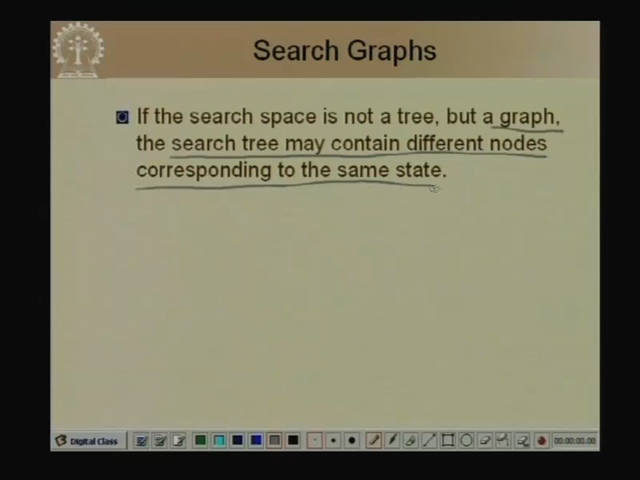 Search Graphs
If the search space is not a tree, but a graph,
the search tree may contain different nodes
corresponding to the same state.
Digital Class
00:00:00.00